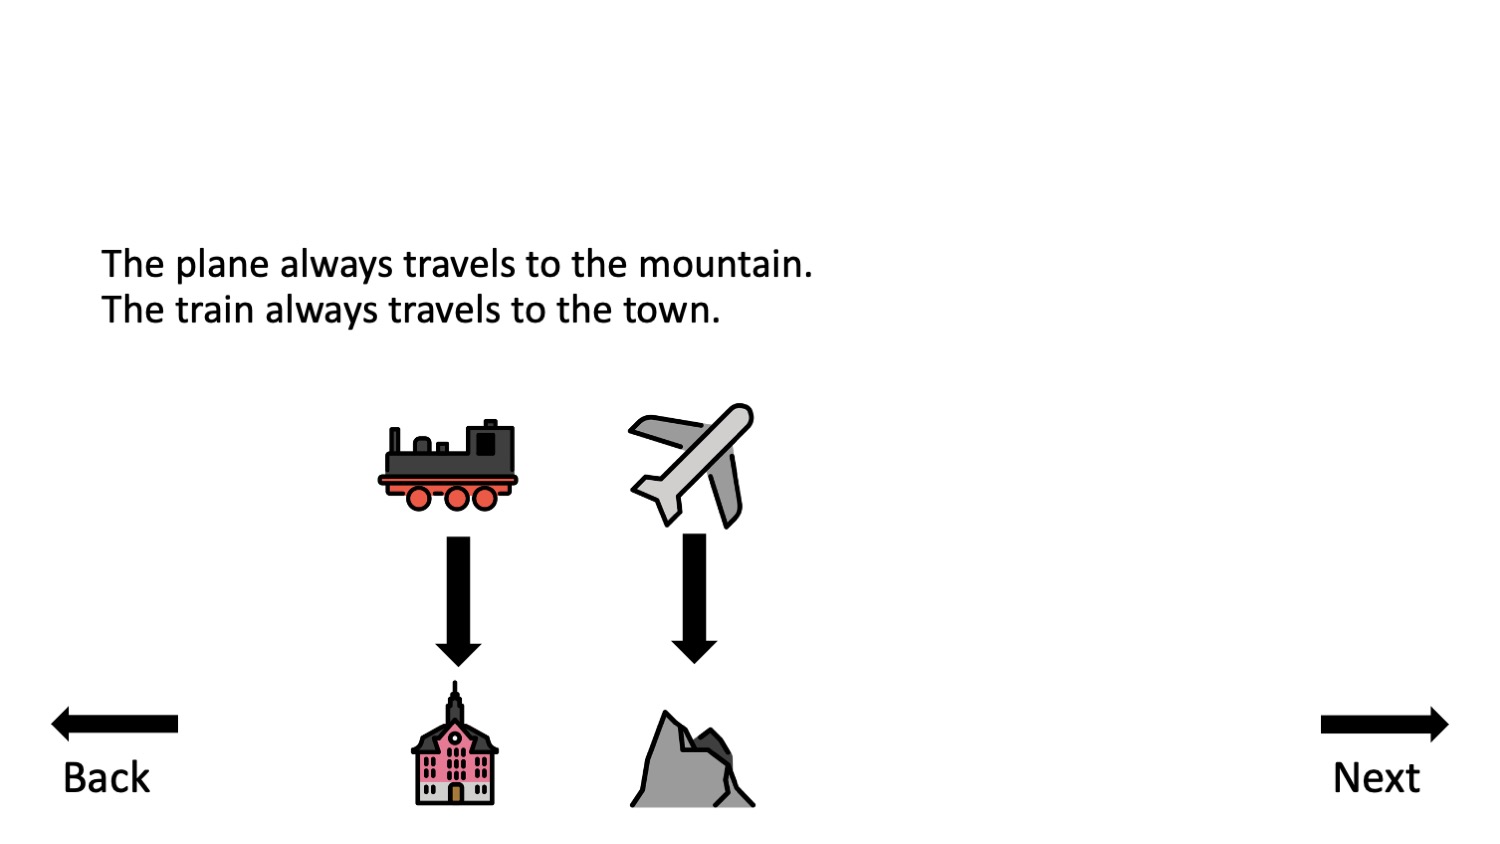 The plane always travels to the mountain.
The train always travels to the town.
Back
Next